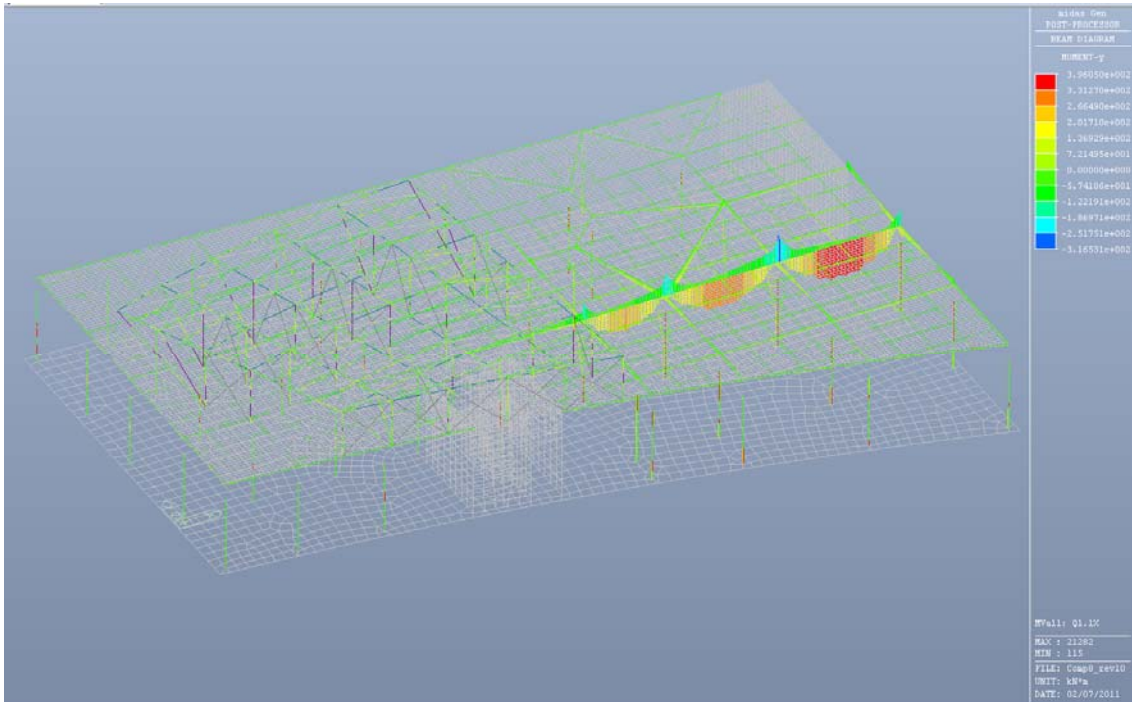 midas Gen
POST-PROCESSOR
BEAM DIAGRAM
MOMENT-y
3.96050e+002
3.31270e+002
2.66490e+002
2.01710e+002
1.36929e+002
7.21495e+001
0.00000e+000
-5.74106e+001
-1.22191e+002
-1.86971e+002
-2.51751e+002
-3.16531e+002
MVall: Q1.1X
MAX : 21282
MIN : 115
FILE: Comp8_rev10
UNIT: kN*m
DATE: 02/07/2011